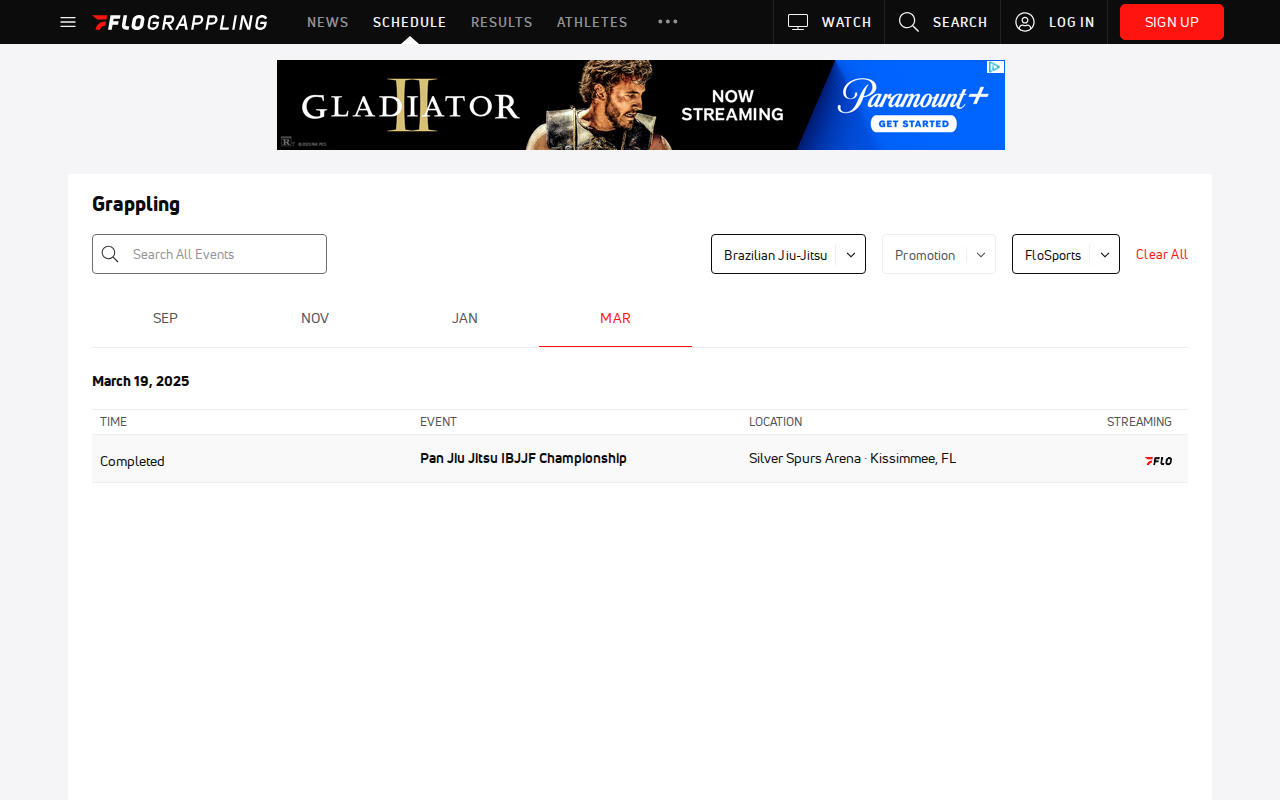 FLOGRAPPLING
NEWS
SCHEDULE
RESULTS
ATHLETES
WATCH
SEARCH
LOG IN
SIGN UP
GLADIATOR
II
NOW
STREAMING
Paramount+
GET STARTED
R
Grappling
Search All Events
Brazilian Jiu-Jitsu
Promotion
FloSports
Clear All
SEP
NOV
JAN
MAR
March 19, 2025
TIME
EVENT
LOCATION
STREAMING
Completed
Pan Jiu Jitsu IBJJF Championship
Silver Spurs Arena · Kissimmee, FL
FLO